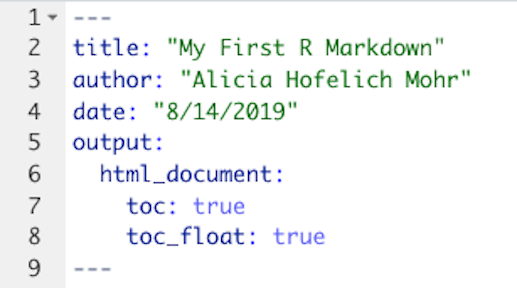 1 ---
2 title: "My First R Markdown"
3 author: "Alicia Hofelich Mohr"
4 date: "8/14/2019"
5 output:
6   html_document:
7     toc: true
8     toc_float: true
9 ---